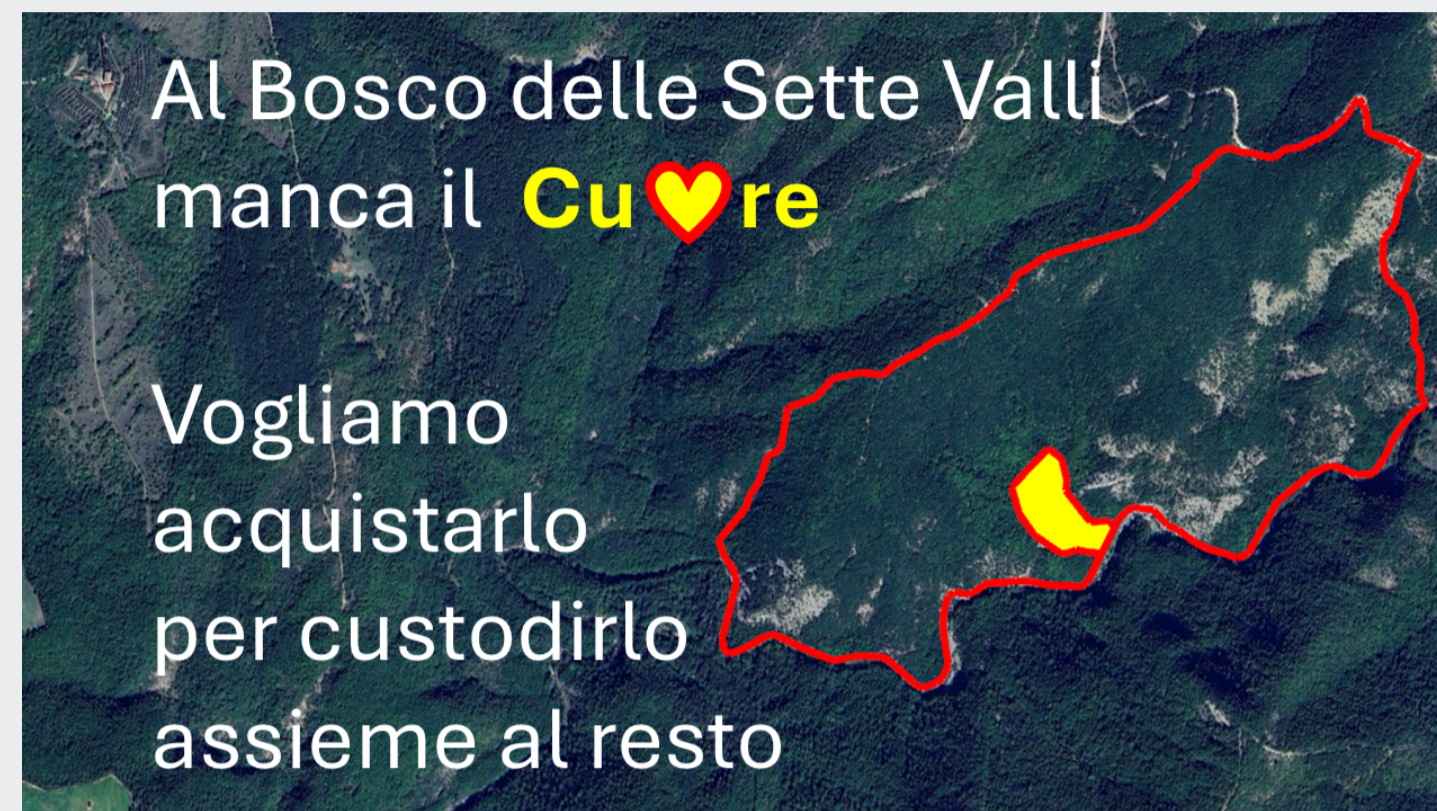 Al Bosco delle Sette Valli
manca il Cu❤re
Vogliamo
acquistarlo
per custodirlo
assieme al resto